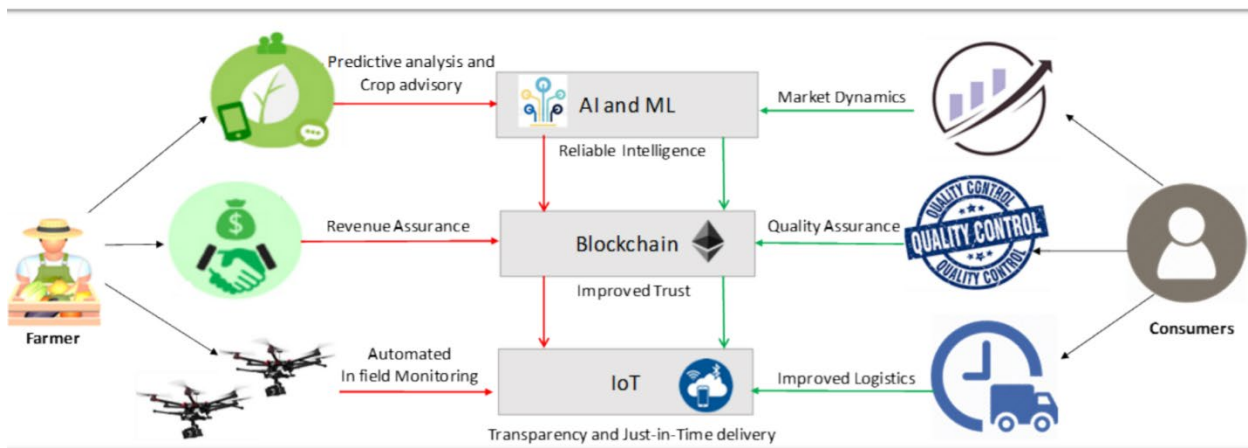 Predictive analysis and
Crop advisory
AI and ML
Market Dynamics
Reliable Intelligence
Revenue Assurance
Blockchain
Quality Assurance
QUALITY CONTROL
QUALITY CONTROL
QUALITY CONTROL
Improved Trust
Farmer
Consumers
Automated
In field Monitoring
IoT
Improved Logistics
Transparency and Just-in-Time delivery